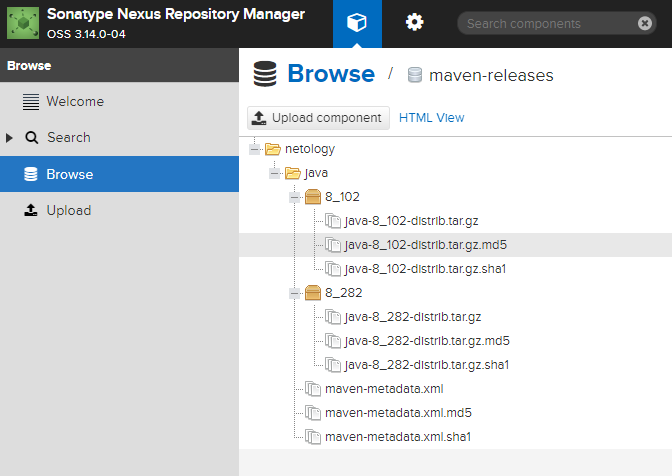 Sonatype Nexus Repository Manager
OSS 3.14.0-04
Search components
Browse
Welcome
Search
Browse
Upload
Browse / maven-releases
Upload component HTML View
netology
java
8_102
java-8_102-distrib.tar.gz
java-8_102-distrib.tar.gz.md5
java-8_102-distrib.tar.gz.sha1
8_282
java-8_282-distrib.tar.gz
java-8_282-distrib.tar.gz.md5
java-8_282-distrib.tar.gz.sha1
maven-metadata.xml
maven-metadata.xml.md5
maven-metadata.xml.sha1